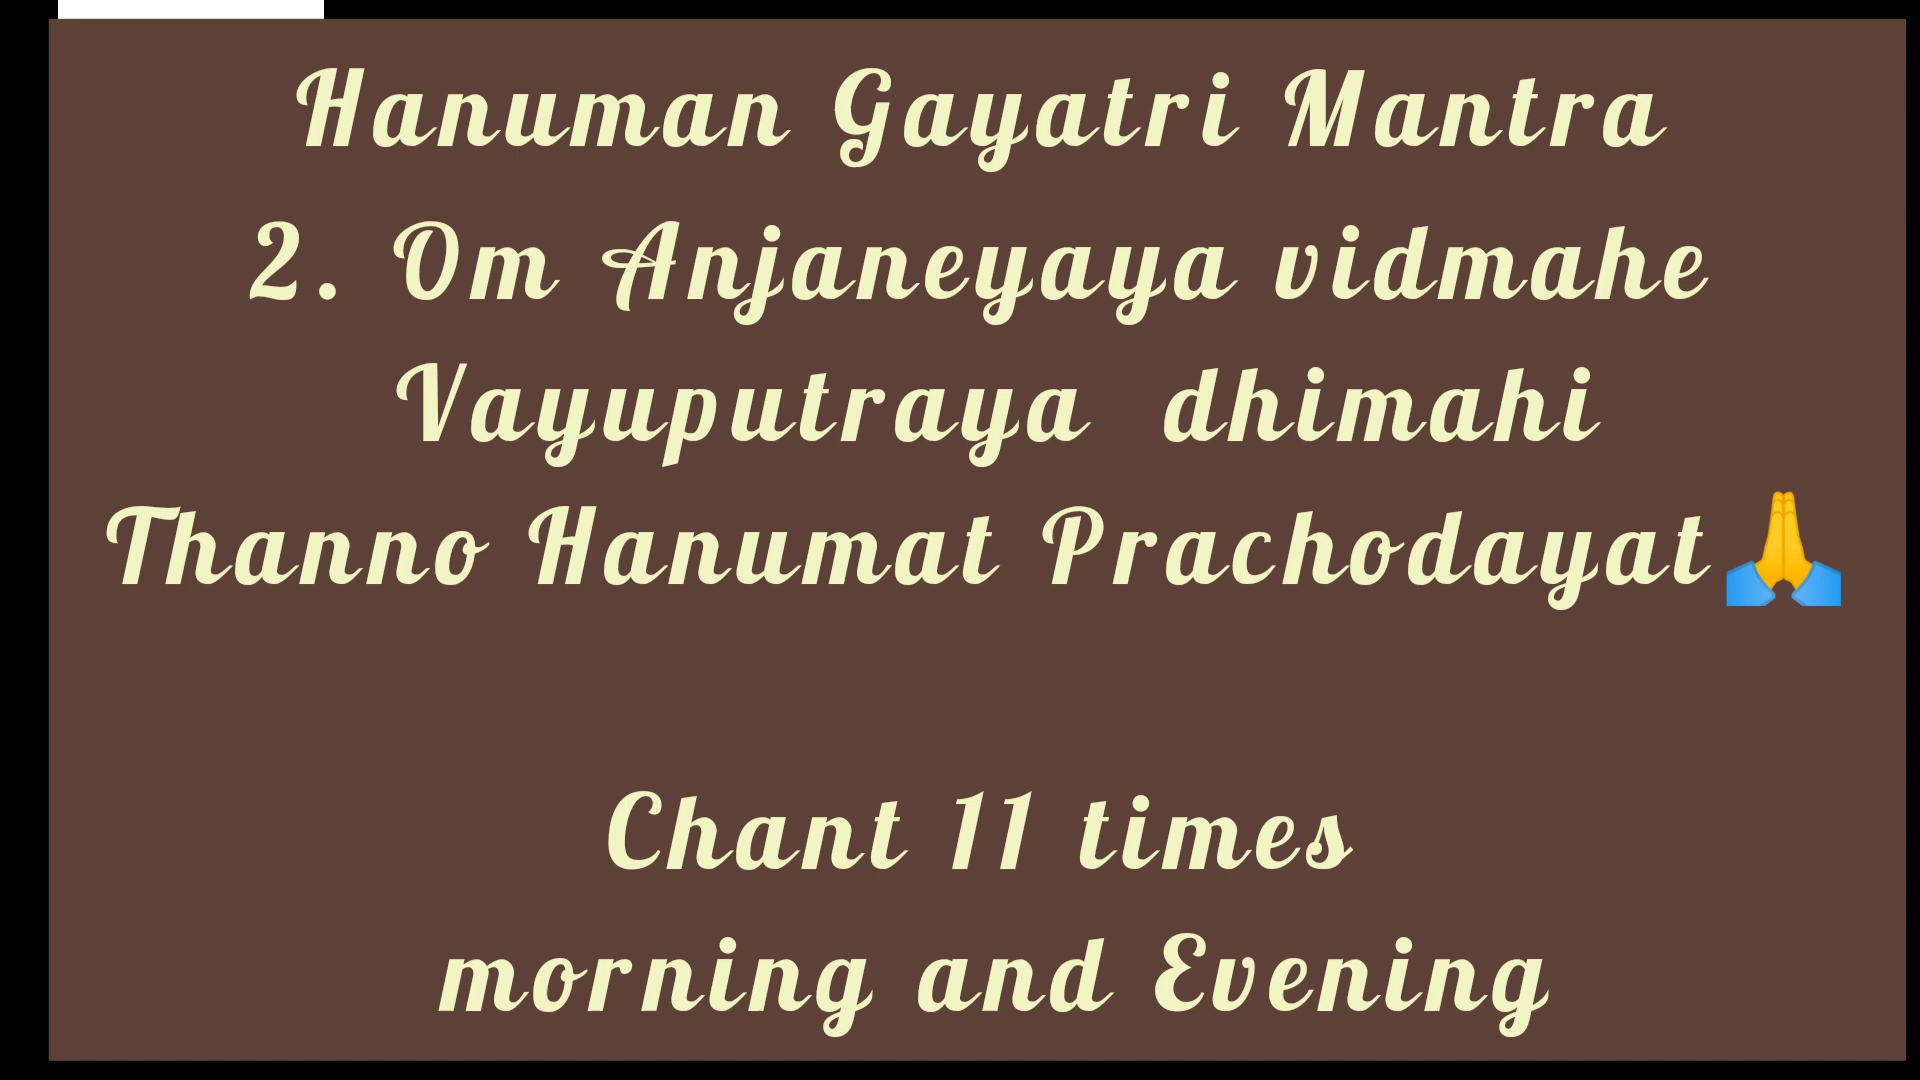 Hanuman Gayatri Mantra
2. Om Anjaneyaya vidmahe
Vayuputraya dhimahi
Thanno Hanumat Prachodayat🙏
Chant 11 times
morning and Evening